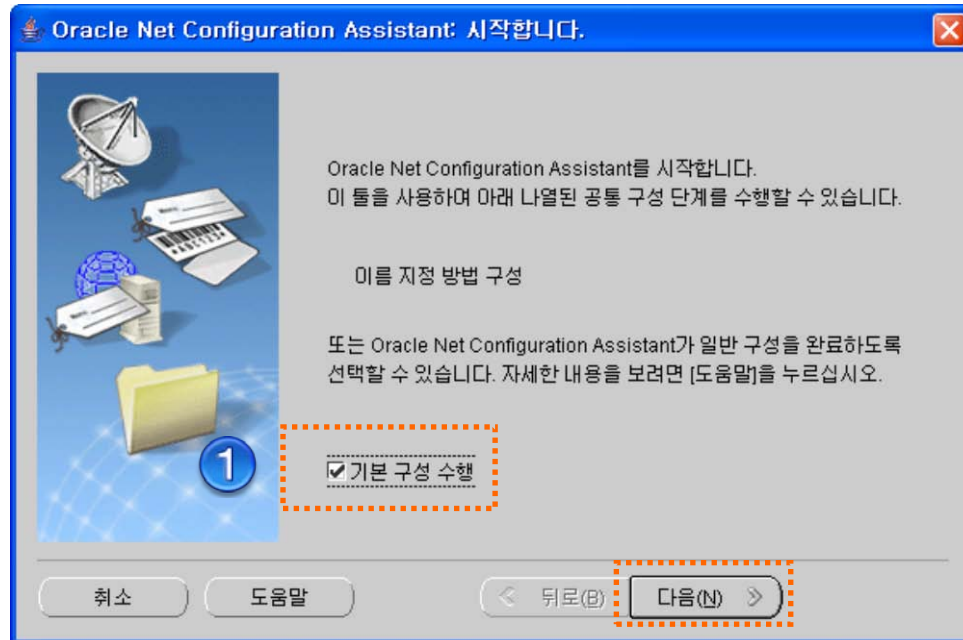 Oracle Net Configuration Assistant: 시작합니다.
Oracle Net Configuration Assistant를 시작합니다.
이 툴을 사용하여 아래 나열된 공통 구성 단계를 수행할 수 있습니다.
이름 지정 방법 구성
또는 Oracle Net Configuration Assistant가 일반 구성을 완료하도록
선택할 수 있습니다. 자세한 내용을 보려면 [도움말]을 누르십시오.
1
기본 구성 수행
취소
도움말
뒤로(B)
다음(N)